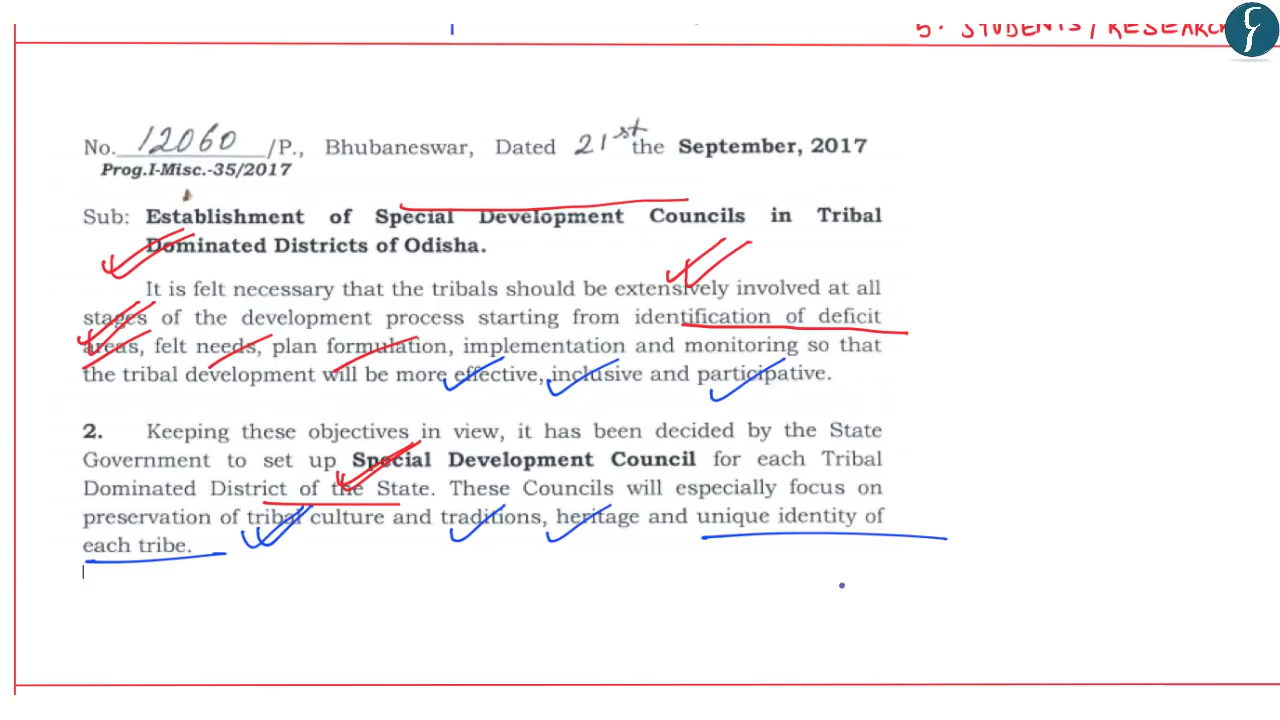 5. STUDENTS/RESEARCH
No. 12060 /P., Bhubaneswar, Dated 21st the September, 2017
Prog.I-Misc.-35/2017
Sub: Establishment of Special Development Councils in Tribal
Dominated Districts of Odisha.
It is felt necessary that the tribals should be extensively involved at all
stages of the development process starting from identification of deficit
areas, felt needs, plan formulation, implementation and monitoring so that
the tribal development will be more effective, inclusive and participative.
2. Keeping these objectives in view, it has been decided by the State
Government to set up Special Development Council for each Tribal
Dominated District of the State. These Councils will especially focus on
preservation of tribal culture and traditions, heritage and unique identity of
each tribe.